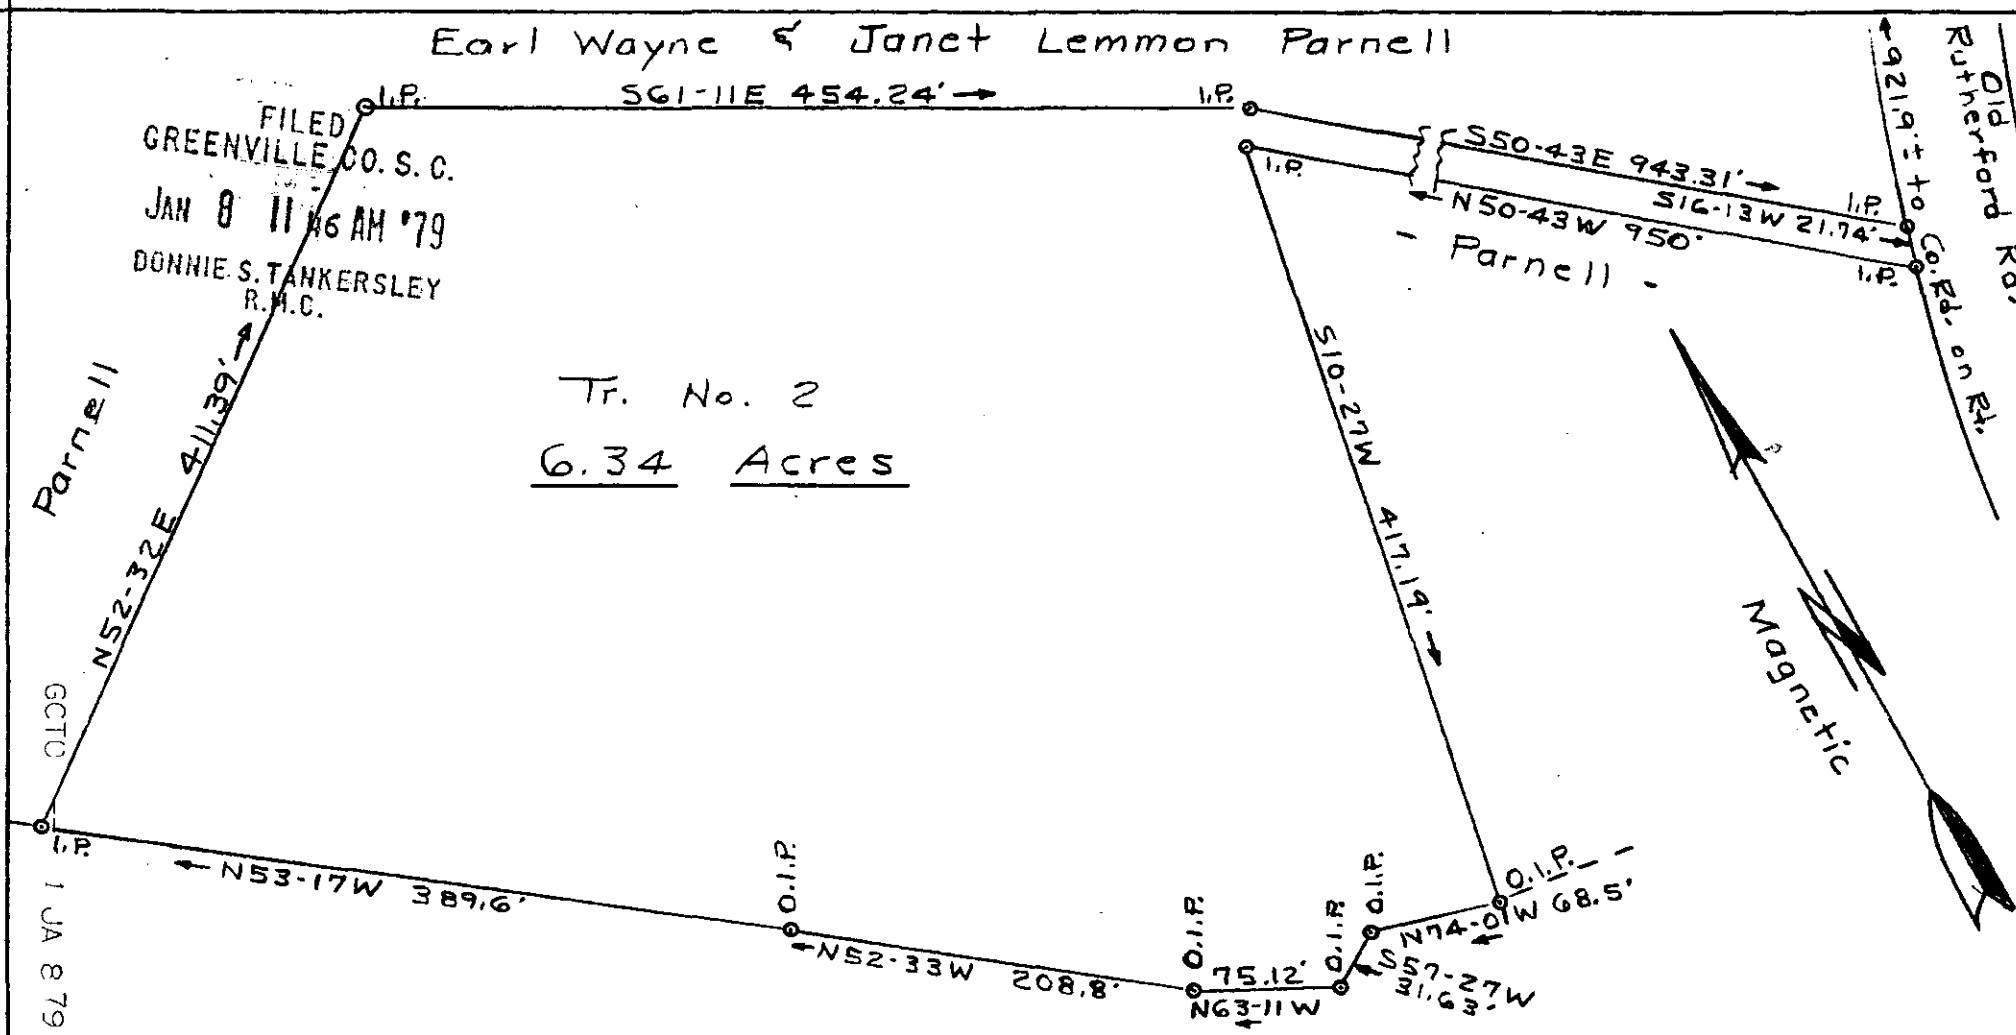 Earl Wayne & Janet Lemmon Parnell
I.P.
S61-11E 454.24'
I.P.
FILED
GREENVILLE CO. S. C.
JAN 8 11 46 AM '79
DONNIE S. TANKERSLEY
R.M.C.
I.P.
S50-43E 943.31'
I.P.
S16-13W 21.74'
N50-43W 950'
I.P.
- Parnell -
921.9'± to Co. Rd. on Rt.
Old
Rutherford Rd.
Parnell
N52-32E 411.39'
Tr. No. 2
6.34 Acres
S10-27W 417.19'
Magnetic
GCTO
1 JA 8 79
I.P.
N53-17W 389.6'
O.I.P.
N52-33W 208.8'
O.I.P.
75.12'
N63-11W
O.I.P.
S57-27W
31.63'
O.I.P.
N74-01W 68.5'
O.I.P.